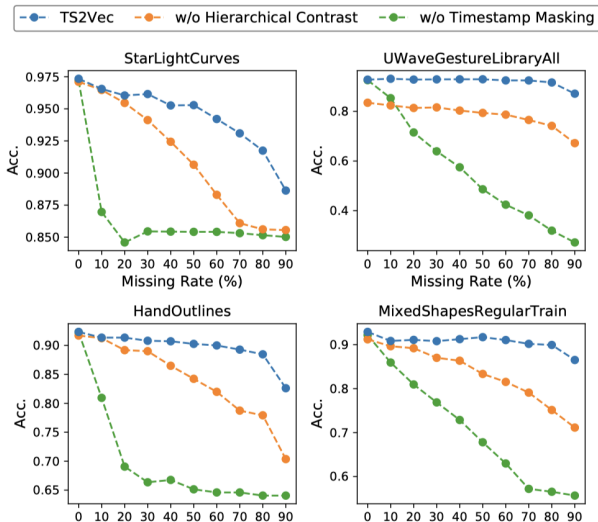 TS2Vec w/o Hierarchical Contrast w/o Timestamp Masking
StarLightCurves
0.975
0.950
0.925
0.900
0.875
0.850
Acc.
0 10 20 30 40 50 60 70 80 90
Missing Rate (%)
UWaveGestureLibraryAll
0.8
0.6
0.4
Acc.
0 10 20 30 40 50 60 70 80 90
Missing Rate (%)
HandOutlines
0.90
0.85
0.80
0.75
0.70
0.65
Acc.
0 10 20 30 40 50 60 70 80 90
MixedShapesRegularTrain
0.9
0.8
0.7
0.6
Acc.
0 10 20 30 40 50 60 70 80 90